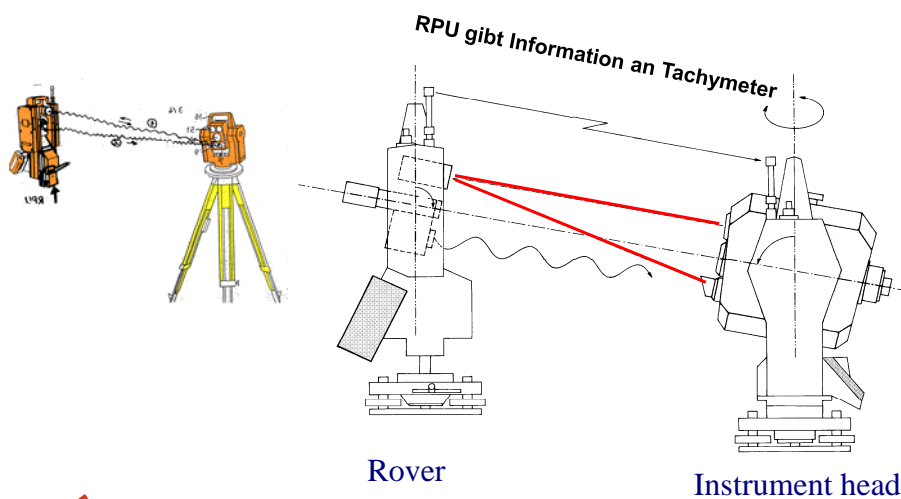 RPU gibt Information an Tachymeter
Rover
Instrument head